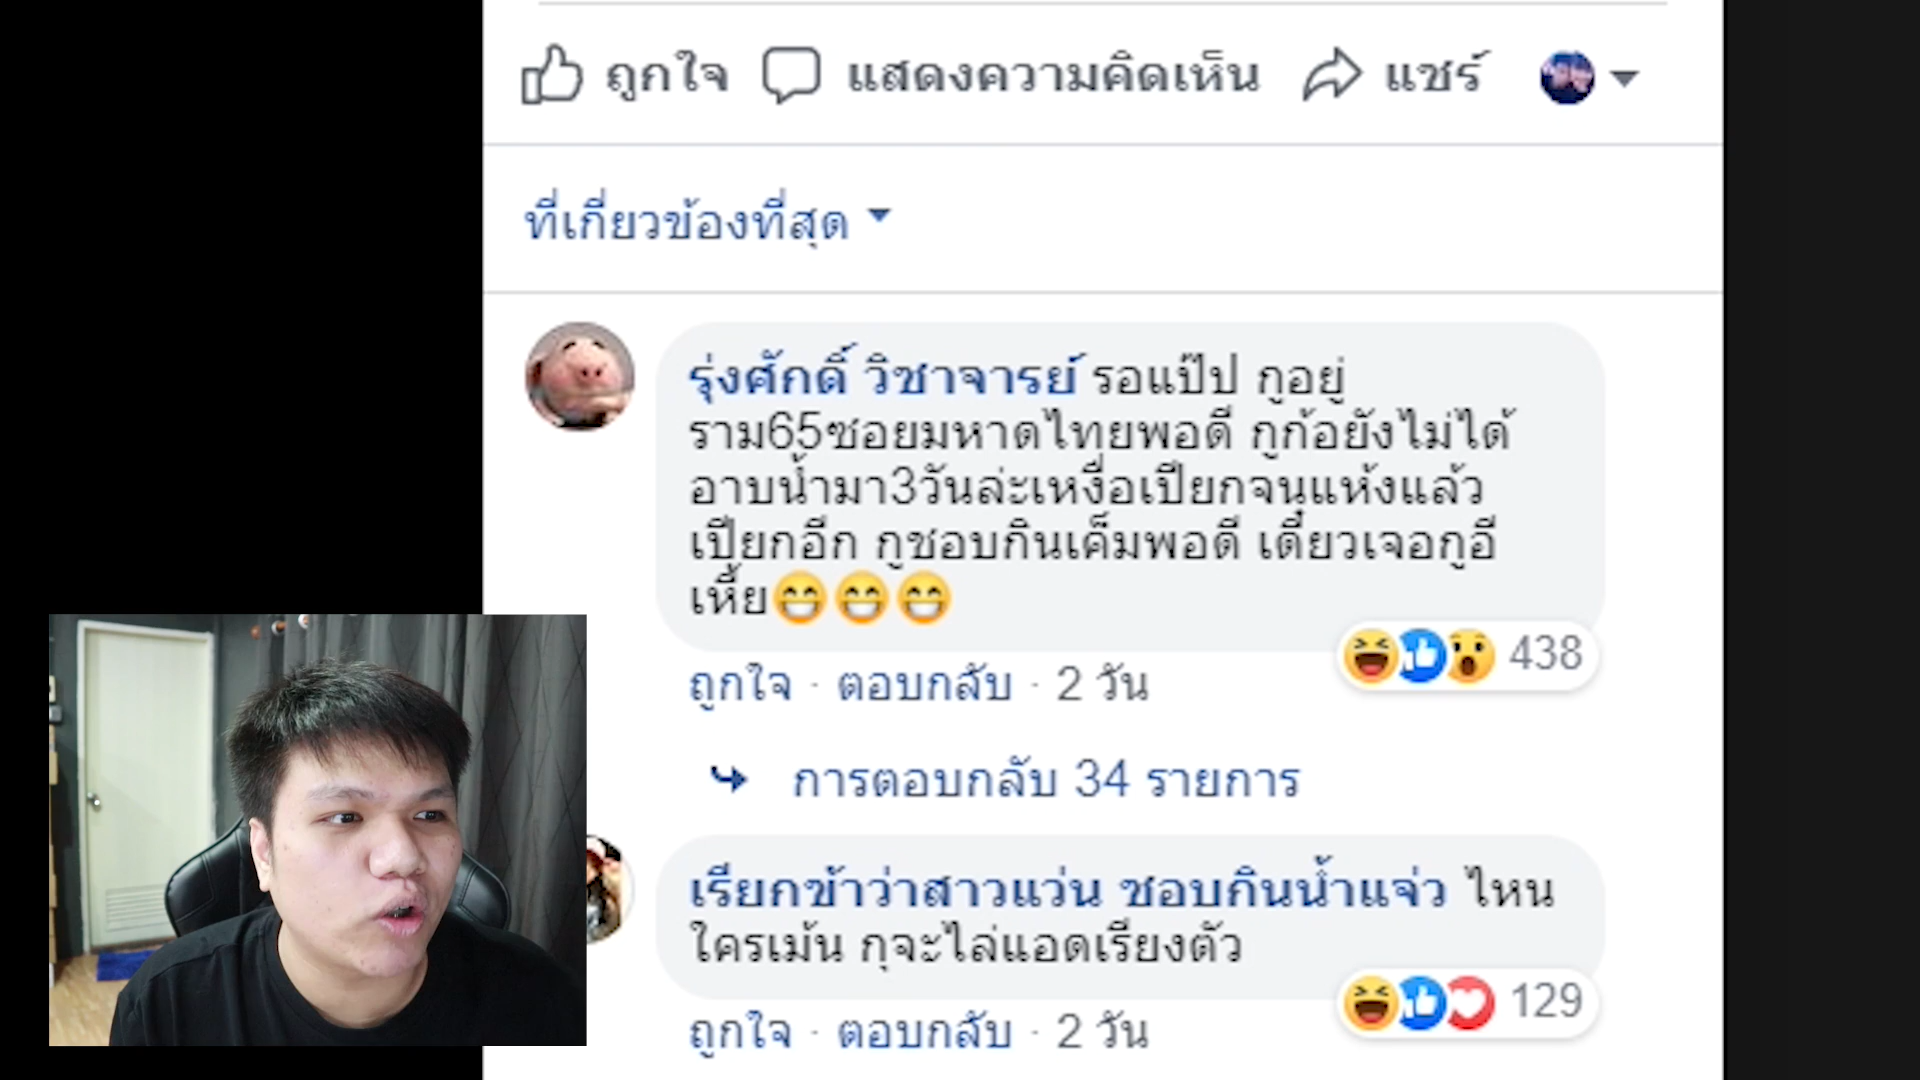 ถูกใจ แสดงความคิดเห็น แชร์
ที่เกี่ยวข้องที่สุด
รุ่งศักดิ์ วิชาจารย์ รอแป๊ป กูอยู่
ราม65ซอยมหาดไทยพอดี กูก้อยังไม่ได้
อาบน้ำมา3วันล่ะเหงื่อเปียกจนแห้งแล้ว
เปียกอีก กูชอบกินเค็มพอดี เดี๋ยวเจอกูอี
เหี้ย😁😁😁
438
ถูกใจ · ตอบกลับ · 2 วัน
การตอบกลับ 34 รายการ
เรียกข้าว่าสาวแว่น ชอบกินน้ำแจ่ว ไหน
ใครเม้น กุจะไล่แอดเรียงตัว
129
ถูกใจ · ตอบกลับ · 2 วัน